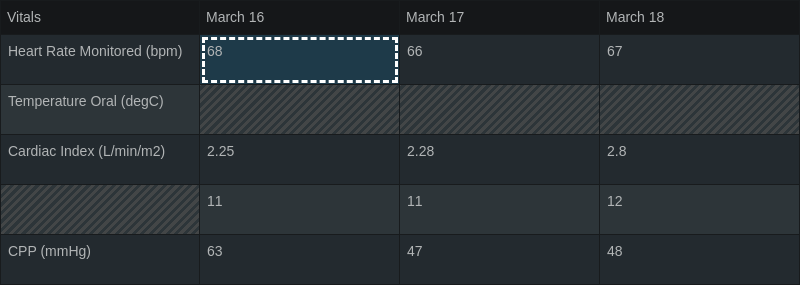 Vitals March 16 March 17 March 18
Heart Rate Monitored (bpm) 68 66 67
Temperature Oral (degC)
Cardiac Index (L/min/m2) 2.25 2.28 2.8
11 11 12
CPP (mmHg) 63 47 48